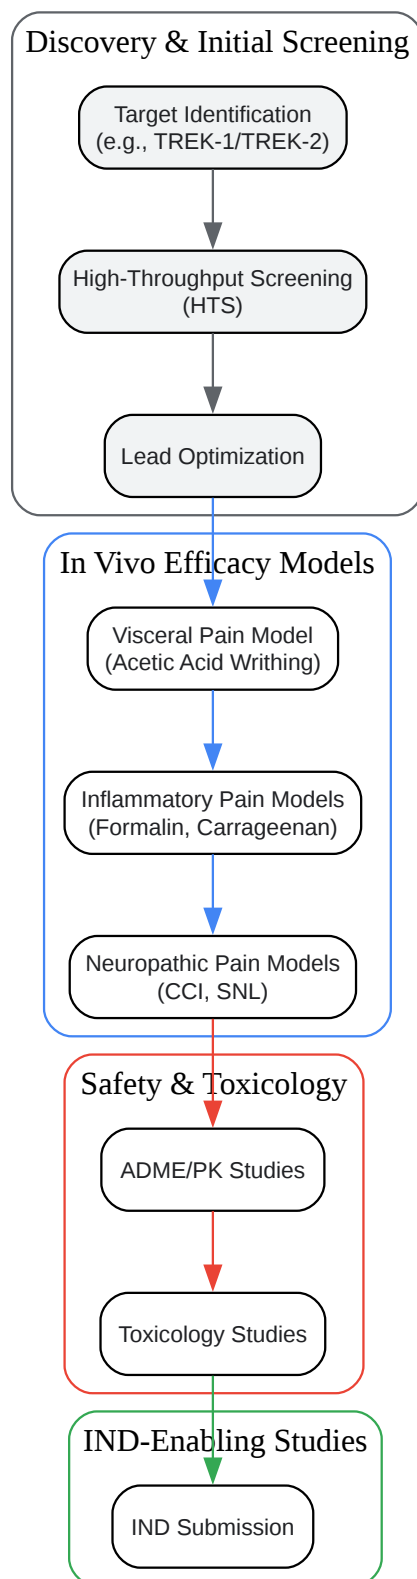 Discovery & Initial Screening
Target Identification
(e.g., TREK-1/TREK-2)
High-Throughput Screening
(HTS)
Lead Optimization
In Vivo Efficacy Models
Visceral Pain Model
(Acetic Acid Writhing)
Inflammatory Pain Models
(Formalin, Carrageenan)
Neuropathic Pain Models
(CCI, SNL)
Safety & Toxicology
ADME/PK Studies
Toxicology Studies
IND-Enabling Studies
IND Submission